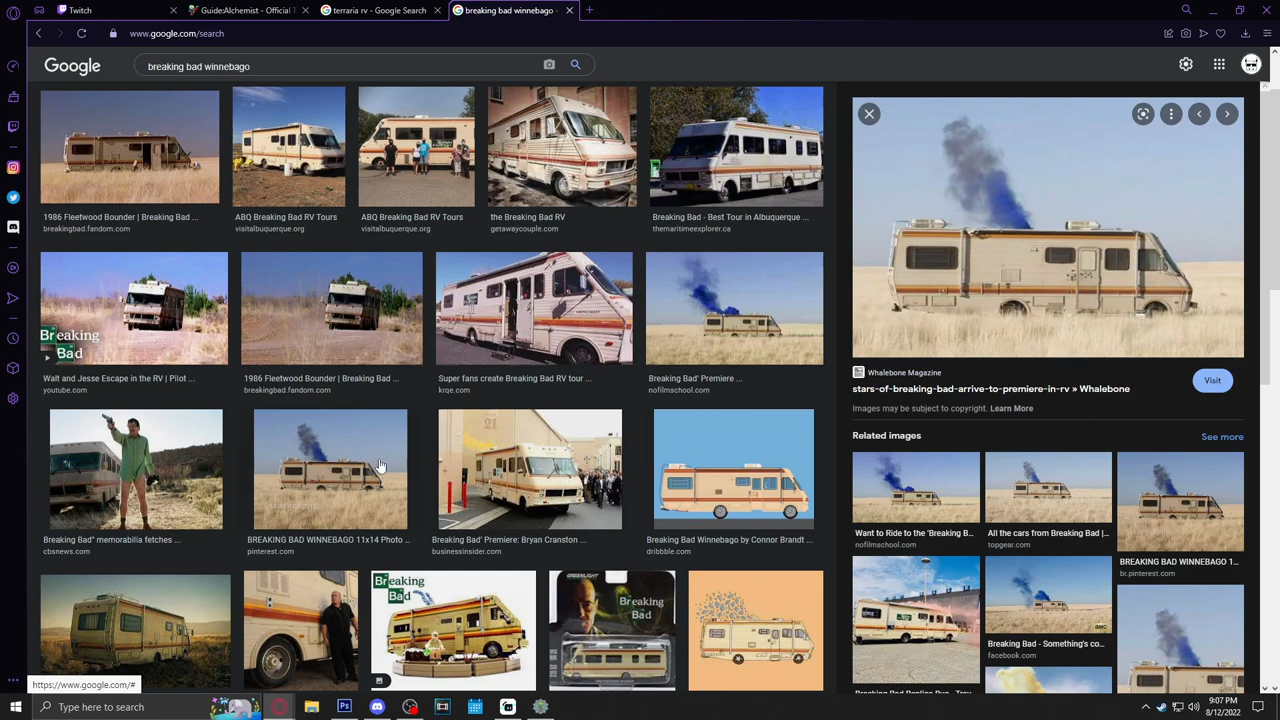 Twitch
Guide:Alchemist - Official T
terraria rv - Google Search
breaking bad winnebago -
www.google.com/search
Google
breaking bad winnebago
1986 Fleetwood Bounder | Breaking Bad ...
breakingbad.fandom.com
ABQ Breaking Bad RV Tours
visitalbuquerque.org
ABQ Breaking Bad RV Tours
visitalbuquerque.org
the Breaking Bad RV
getawaycouple.com
Breaking Bad - Best Tour in Albuquerque ...
themaritimeexplorer.ca
Breaking
Bad
Walt and Jesse Escape in the RV | Pilot ...
youtube.com
1986 Fleetwood Bounder | Breaking Bad ...
breakingbad.fandom.com
Super fans create Breaking Bad RV tour ...
krqe.com
Breaking Bad' Premiere ...
nofilmschool.com
21
Breaking Bad" memorabilia fetches ...
cbsnews.com
BREAKING BAD WINNEBAGO 11x14 Photo ...
pinterest.com
Breaking Bad' Premiere: Bryan Cranston ...
businessinsider.com
Breaking Bad Winnebago by Connor Brandt ...
dribbble.com
Breaking
Bad
GREENLIGHT
Breaking
Bad
Whalebone Magazine
stars-of-breaking-bad-arrive-to-premiere-in-rv » Whalebone
Visit
Images may be subject to copyright. Learn More
Related images
See more
Want to Ride to the 'Breaking B...
nofilmschool.com
All the cars from Breaking Bad |...
topgear.com
BREAKING BAD WINNEBAGO 1...
br.pinterest.com
amc
Breaking Bad - Something's co...
facebook.com
https://www.google.com/#
Type here to search
9:07 PM
8/12/2022